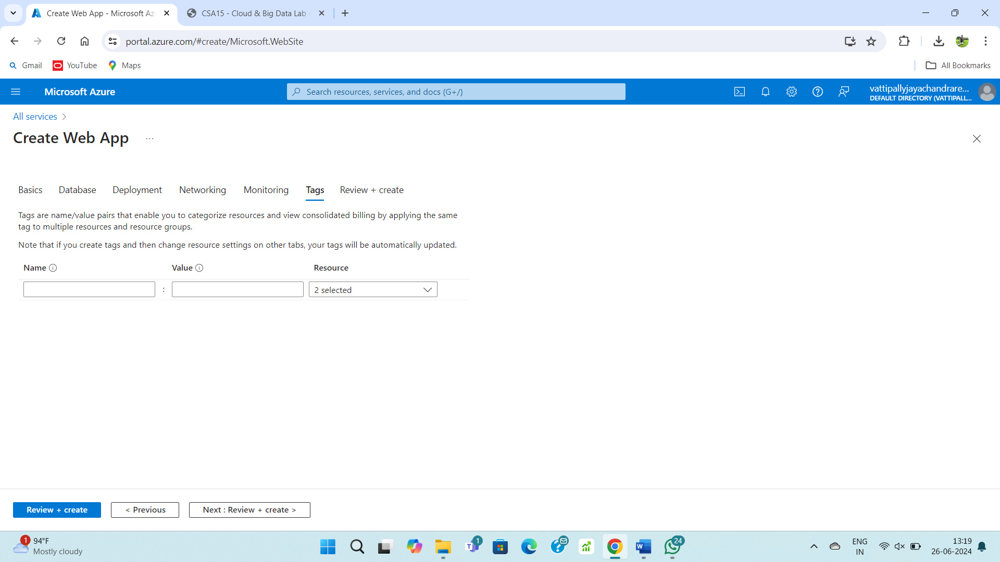 Create Web App - Microsoft Az
CSA15 - Cloud & Big Data Lab -
portal.azure.com/#create/Microsoft.WebSite
Gmail
YouTube
Maps
All Bookmarks
Microsoft Azure
Search resources, services, and docs (G+/)
vattipallyjayachandrare...
DEFAULT DIRECTORY (VATTIPALL...
All services
Create Web App
...
Basics
Database
Deployment
Networking
Monitoring
Tags
Review + create
Tags are name/value pairs that enable you to categorize resources and view consolidated billing by applying the same
tag to multiple resources and resource groups.
Note that if you create tags and then change resource settings on other tabs, your tags will be automatically updated.
Name
Value
Resource
:
2 selected
Review + create
< Previous
Next : Review + create >
1
94°F
Mostly cloudy
1
24
ENG
IN
13:19
26-06-2024